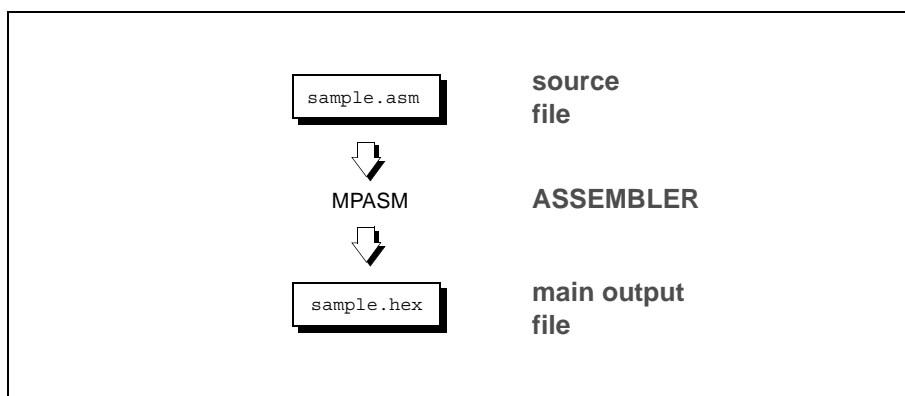 sample.asm
source
file
MPASM
ASSEMBLER
sample.hex
main output
file